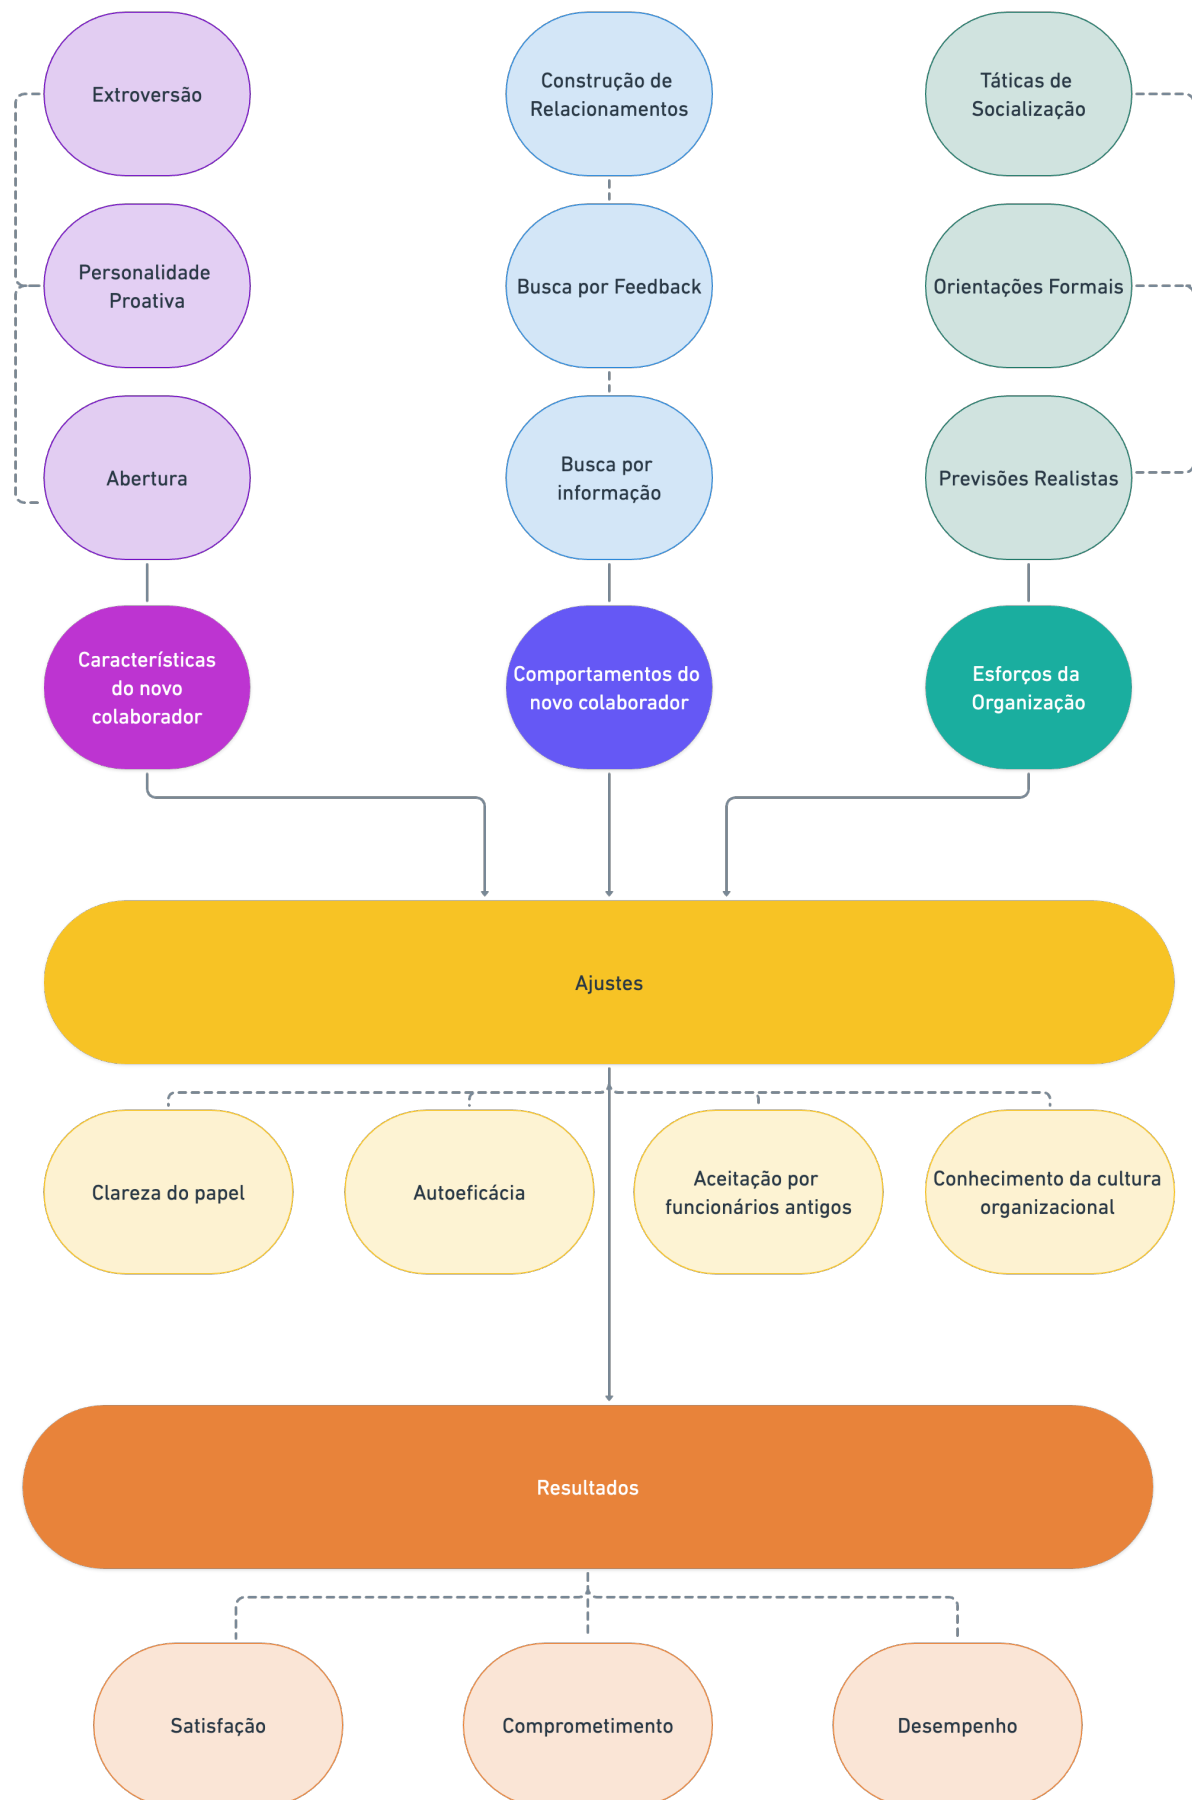 Extroversão
Construção de
Relacionamentos
Táticas de
Socialização
Personalidade
Proativa
Busca por Feedback
Orientações Formais
Abertura
Busca por
informação
Previsões Realistas
Características
do novo
colaborador
Comportamentos do
novo colaborador
Esforços da
Organização
Ajustes
Clareza do papel
Autoeficácia
Aceitação por
funcionários antigos
Conhecimento da cultura
organizacional
Resultados
Satisfação
Comprometimento
Desempenho